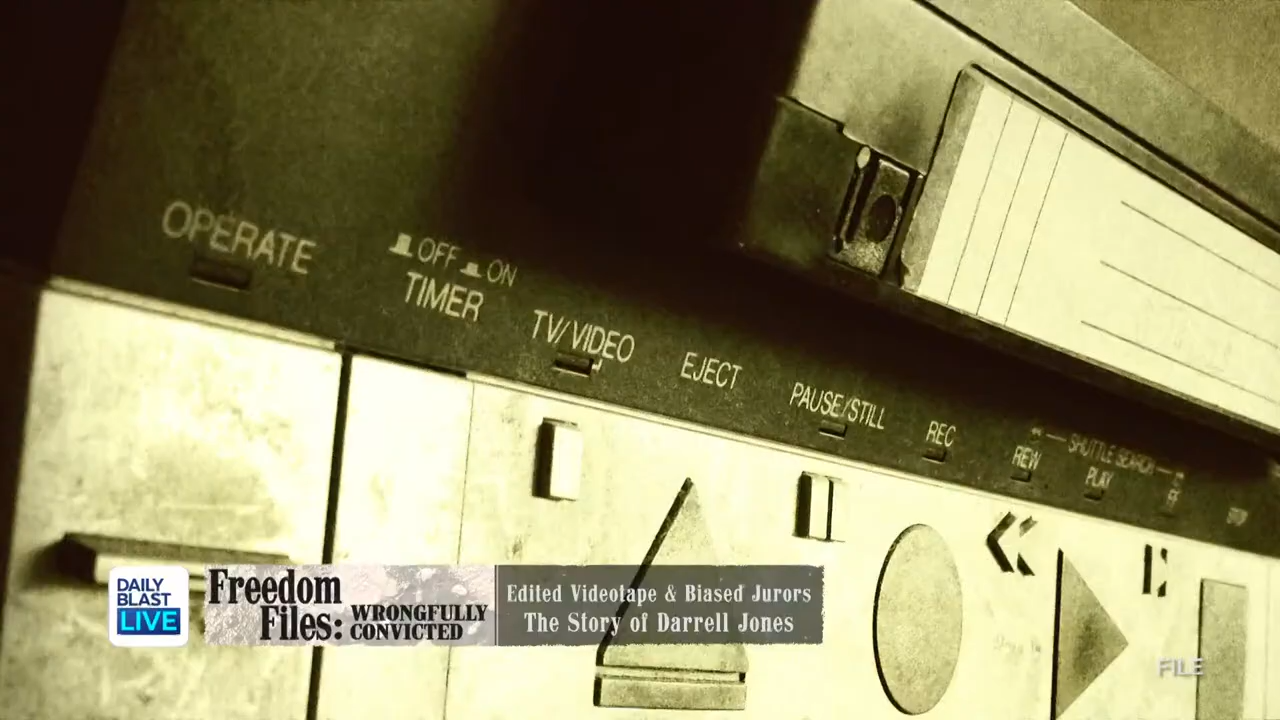 OPERATE
OFF ON
TIMER
TV/VIDEO
EJECT
PAUSE/STILL
REC
REW
SHUTTLE SEARCH
PLAY
DAILY
BLAST
LIVE
Freedom
Files: WRONGFULLY
CONVICTED
Edited Videotape & Biased Jurors
The Story of Darrell Jones
FILE